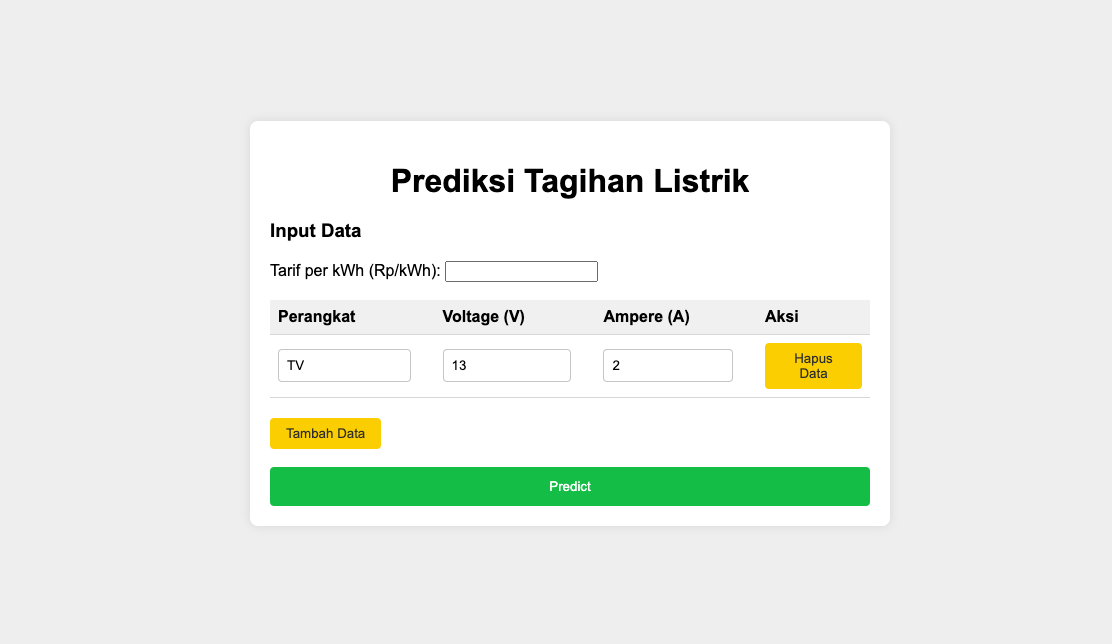 Prediksi Tagihan Listrik
Input Data
Tarif per kWh (Rp/kWh):
Perangkat Voltage (V) Ampere (A) Aksi
TV 13 2 Hapus
Data
Tambah Data
Predict